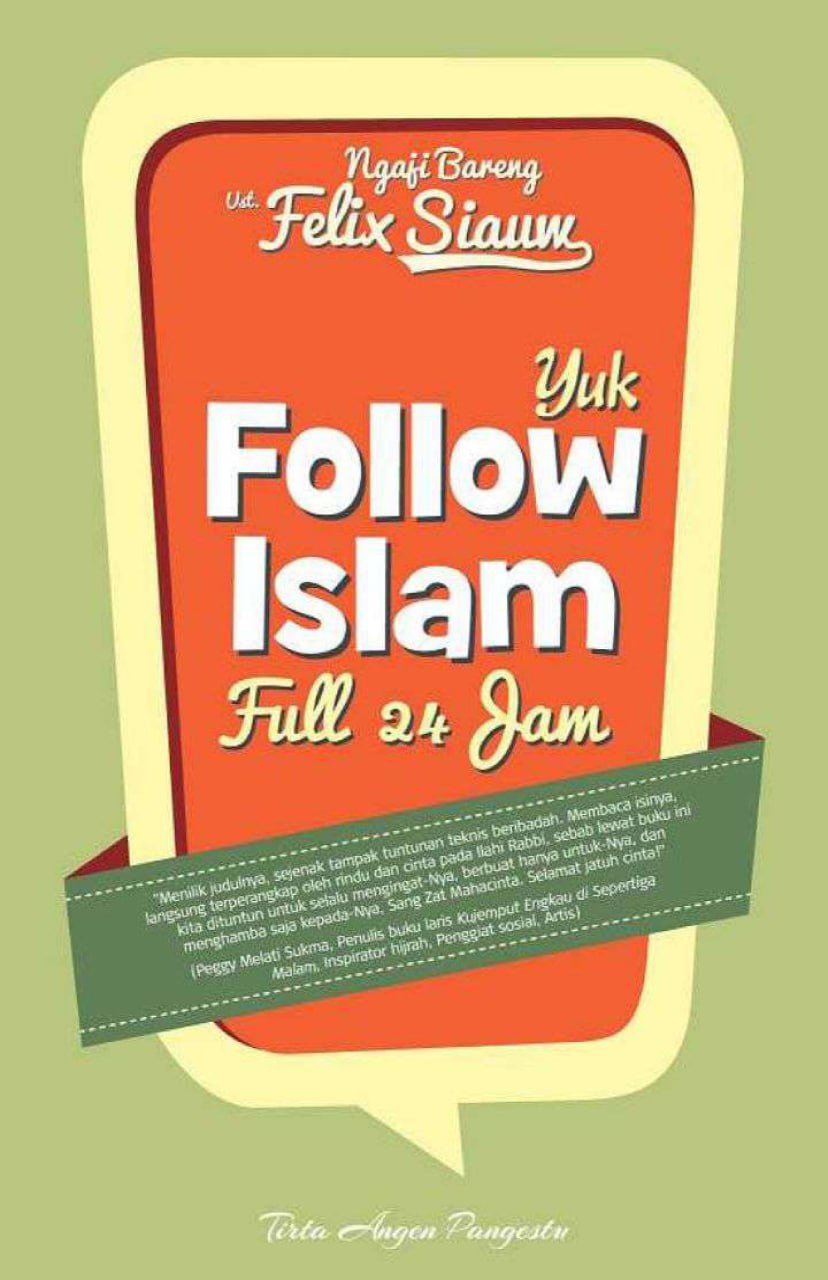 Ngaji Bareng
Ust. Felix Siauw
Yuk
Follow
Islam
Full 24 Jam
"Menilik judulnya, sejenak tampak tuntunan teknis beribadah. Membaca isinya,
langsung terperangkap oleh rindu dan cinta pada Ilahi Rabbi, sebab lewat buku ini
kita dituntun untuk selalu mengingat-Nya, berbuat hanya untuk-Nya, dan
menghamba saja kepada-Nya, Sang Zat Mahacinta. Selamat jatuh cinta!"
(Peggy Melati Sukma, Penulis buku laris Kujemput Engkau di Sepertiga
Malam, Inspirator hijrah, Penggiat sosial, Artis)
Tirta Angen Pangestu